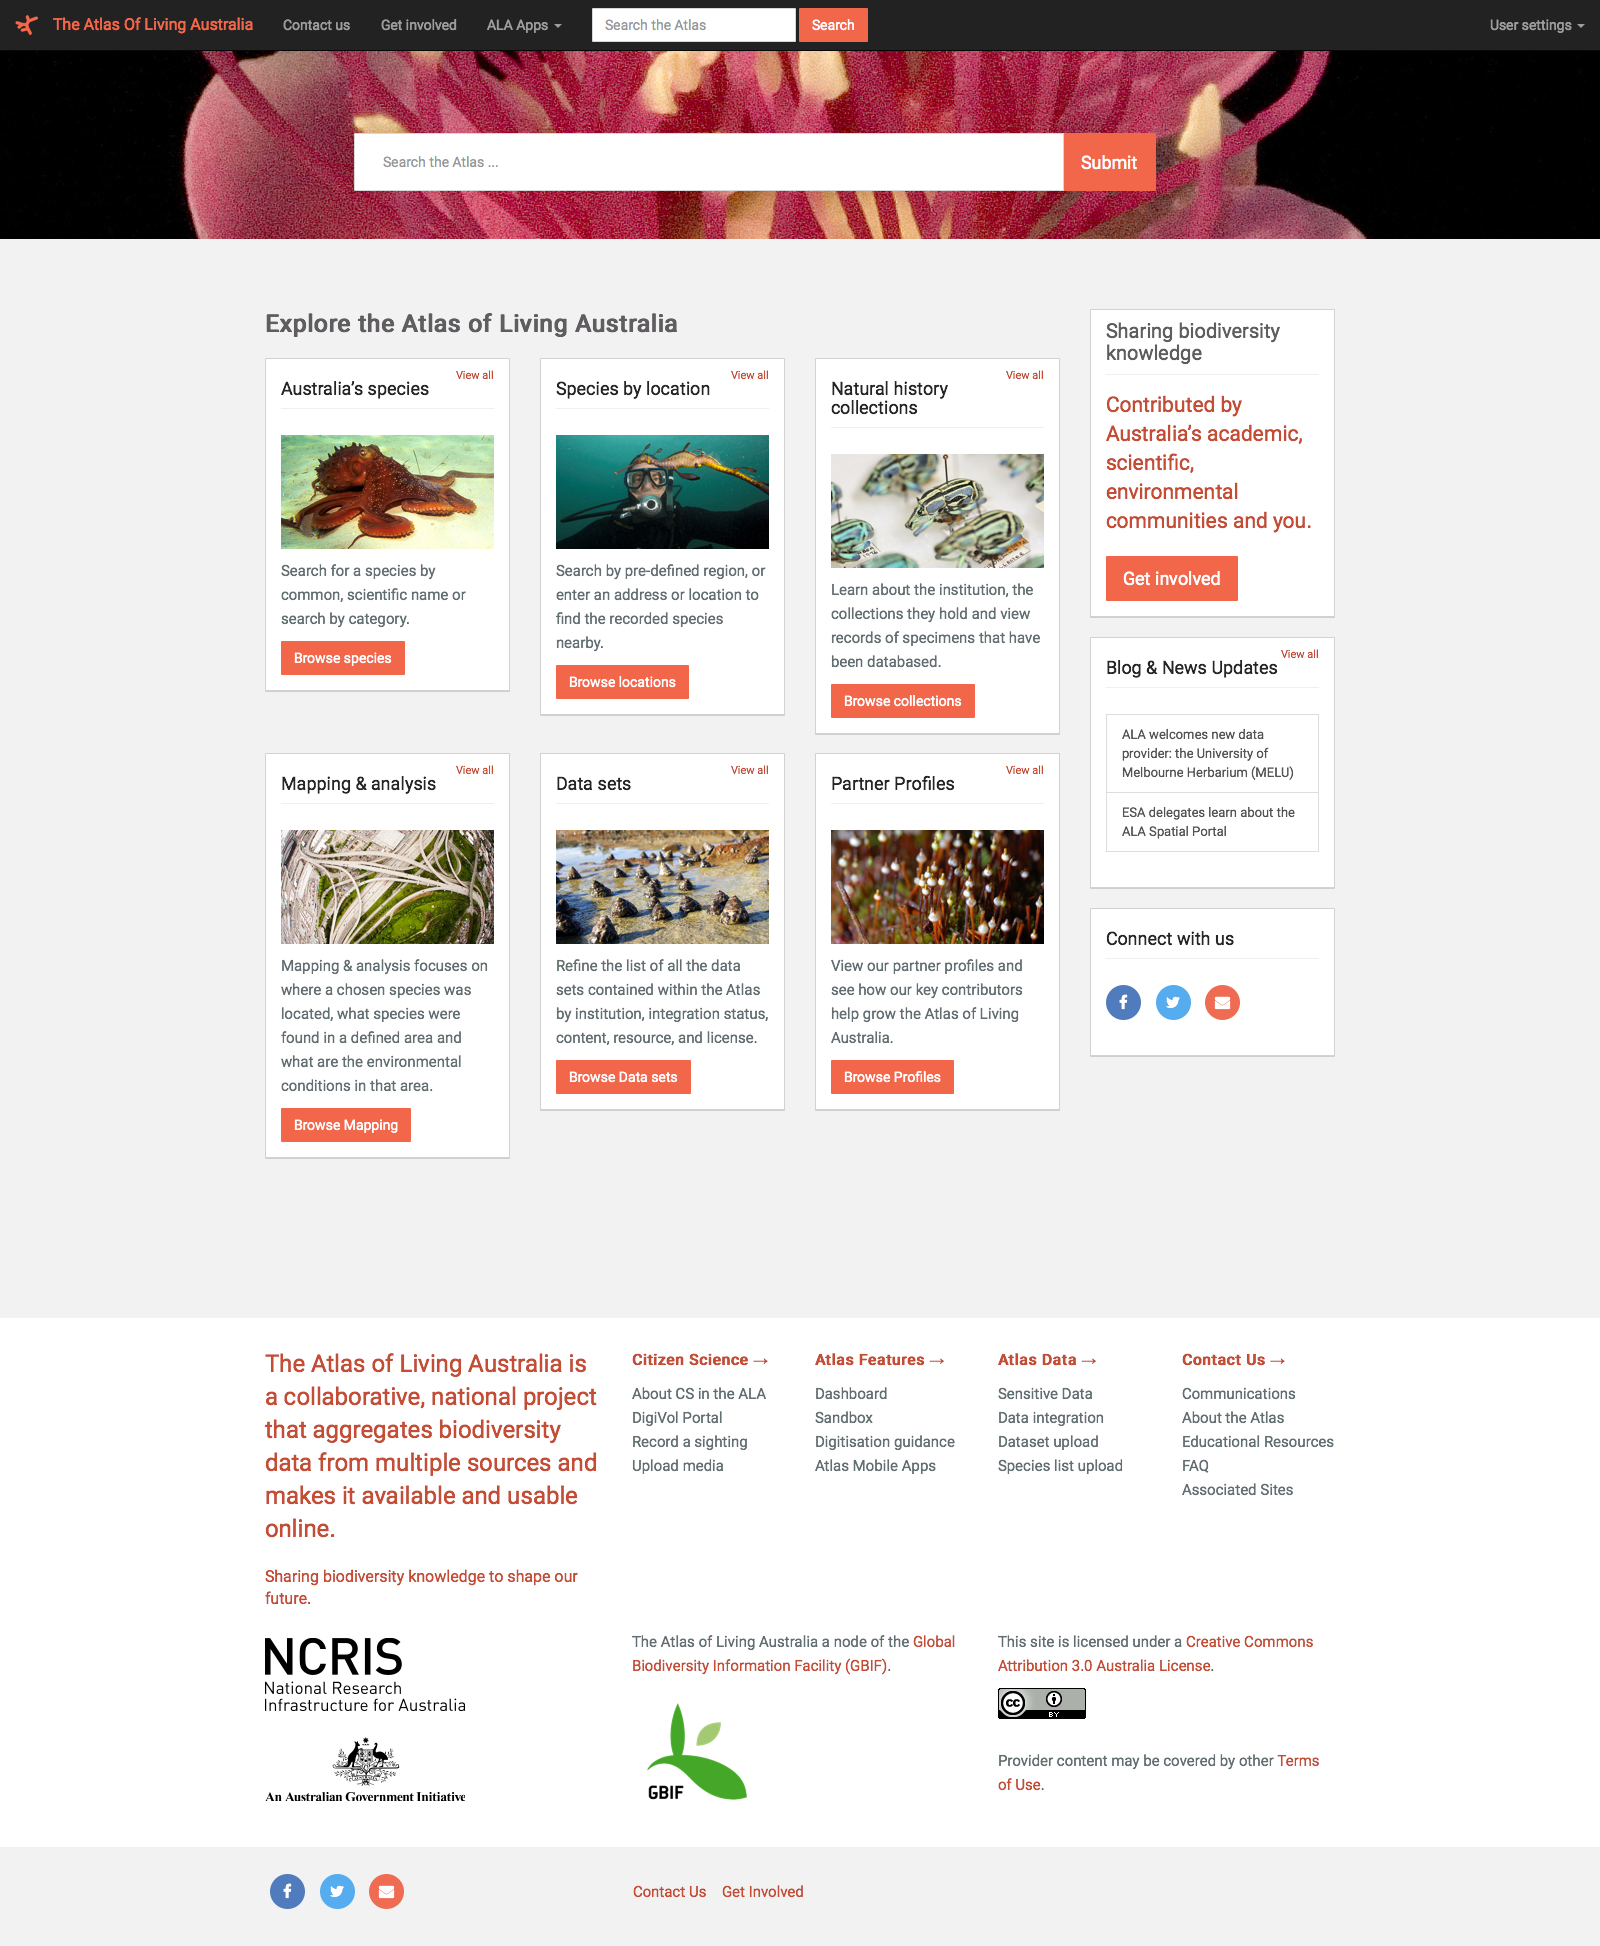 The Atlas Of Living Australia
Contact us
Get involved
ALA Apps
Search the Atlas
Search
User settings
Search the Atlas ...
Submit
Explore the Atlas of Living Australia
View all
Australia’s species
Search for a species by
common, scientific name or
search by category.
Browse species
View all
Species by location
Search by pre-defined region, or
enter an address or location to
find the recorded species
nearby.
Browse locations
View all
Natural history
collections
Learn about the institution, the
collections they hold and view
records of specimens that have
been databased.
Browse collections
View all
Mapping & analysis
Mapping & analysis focuses on
where a chosen species was
located, what species were
found in a defined area and
what are the environmental
conditions in that area.
Browse Mapping
View all
Data sets
Refine the list of all the data
sets contained within the Atlas
by institution, integration status,
content, resource, and license.
Browse Data sets
View all
Partner Profiles
View our partner profiles and
see how our key contributors
help grow the Atlas of Living
Australia.
Browse Profiles
Sharing biodiversity
knowledge
Contributed by
Australia’s academic,
scientific,
environmental
communities and you.
Get involved
View all
Blog & News Updates
ALA welcomes new data
provider: the University of
Melbourne Herbarium (MELU)
ESA delegates learn about the
ALA Spatial Portal
Connect with us
The Atlas of Living Australia is
a collaborative, national project
that aggregates biodiversity
data from multiple sources and
makes it available and usable
online.
Sharing biodiversity knowledge to shape our
future.
Citizen Science →
About CS in the ALA
DigiVol Portal
Record a sighting
Upload media
Atlas Features →
Dashboard
Sandbox
Digitisation guidance
Atlas Mobile Apps
Atlas Data →
Sensitive Data
Data integration
Dataset upload
Species list upload
Contact Us →
Communications
About the Atlas
Educational Resources
FAQ
Associated Sites
NCRIS
National Research
Infrastructure for Australia
An Australian Government Initiative
The Atlas of Living Australia a node of the Global
Biodiversity Information Facility (GBIF).
GBIF
This site is licensed under a Creative Commons
Attribution 3.0 Australia License.
cc
BY
Provider content may be covered by other Terms
of Use.
Contact Us
Get Involved